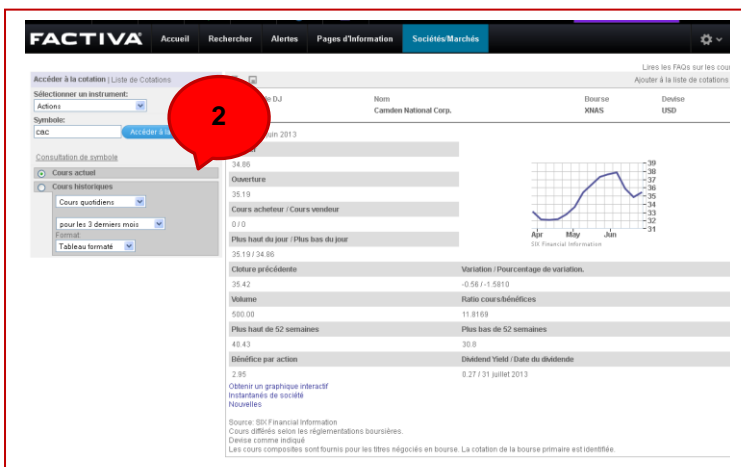 FACTIVA Accueil Rechercher Alertes Pages d'Information Sociétés/Marchés
Lires les FAQs sur les cou
Accéder à la cotation | Liste de Cotations
Ajouter à la liste de cotations
Sélectionner un instrument:
Actions
Symbole:
cac
Accéder à la
Consultation de symbole
Cours actuel
Cours historiques
Cours quotidiens
pour les 3 derniers mois
Format:
Tableau formaté
2
DJ Nom Bourse Devise
Camden National Corp. XNAS USD
juin 2013
34.86
Ouverture
35.19
Cours acheteur / Cours vendeur
0 / 0
Plus haut du jour / Plus bas du jour
35.19 / 34.86
39
38
37
36
35
34
33
32
31
Apr May Jun
SIX Financial Information
Cloture précédente Variation / Pourcentage de variation.
35.42 -0.56 / -1.5810
Volume Ratio cours/bénéfices
500.00 11.8169
Plus haut de 52 semaines Plus bas de 52 semaines
40.43 30.8
Bénéfice par action Dividend Yield / Date du dividende
2.95 0.27 / 31 juillet 2013
Obtenir un graphique interactif
Instantanés de société
Nouvelles
Source: SIX Financial Information
Cours différés selon les réglementations boursières.
Devise comme indiqué
Les cours composites sont fournis pour les titres négociés en bourse. La cotation de la bourse primaire est identifiée.